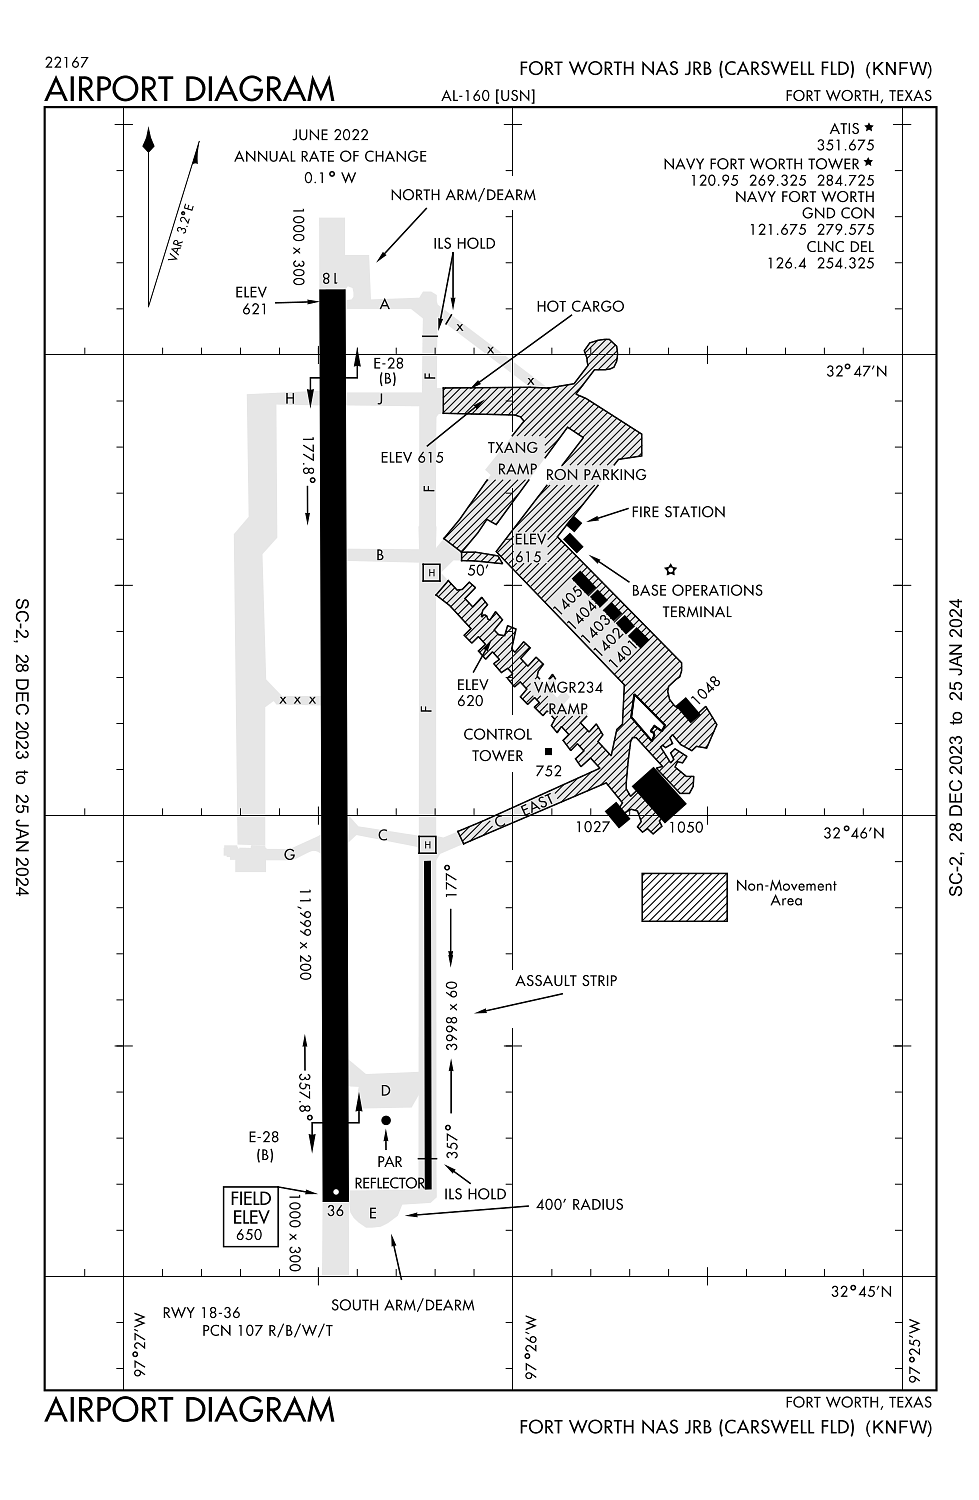 22167
AIRPORT DIAGRAM
FORT WORTH NAS JRB (CARSWELL FLD) (KNFW)
AL-160 [USN]
FORT WORTH, TEXAS
JUNE 2022
ANNUAL RATE OF CHANGE
0.1° W
VAR 3.2°E
ATIS ★
351.675
NAVY FORT WORTH TOWER ★
120.95 269.325 284.725
NAVY FORT WORTH
GND CON
121.675 279.575
CLNC DEL
126.4 254.325
NORTH ARM/DEARM
1000 x 300
ILS HOLD
18
ELEV
621
A
HOT CARGO
x
x
x
E-28
(B)
F
32°47'N
H
J
177.8°
ELEV 615
TXANG
RAMP
RON PARKING
F
FIRE STATION
ELEV
615
B
50'
H
BASE OPERATIONS
TERMINAL
1405
1404
1403
1402
1401
ELEV
620
VMGR234
RAMP
1048
x x x
F
CONTROL
TOWER
752
C EAST
1027
1050
32°46'N
C
G
H
177°
Non-Movement
Area
11,999 x 200
ASSAULT STRIP
3998 x 60
357.8°
D
357°
E-28
(B)
PAR
REFLECTOR
ILS HOLD
FIELD
ELEV
650
36
1000 x 300
E
400' RADIUS
SOUTH ARM/DEARM
32°45'N
RWY 18-36
PCN 107 R/B/W/T
97°27'W
97°26'W
97°25'W
SC-2, 28 DEC 2023 to 25 JAN 2024
SC-2, 28 DEC 2023 to 25 JAN 2024
AIRPORT DIAGRAM
FORT WORTH, TEXAS
FORT WORTH NAS JRB (CARSWELL FLD) (KNFW)